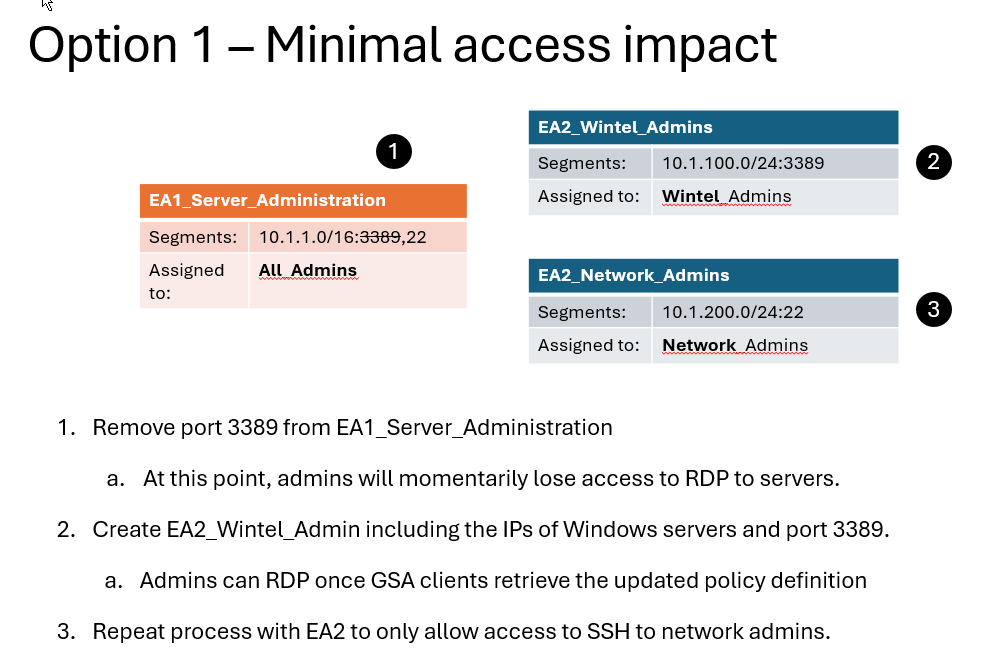 Option 1 – Minimal access impact
1
EA1_Server_Administration
Segments: 10.1.1.0/16:3389,22
Assigned to: All_Admins
EA2_Wintel_Admins
Segments: 10.1.100.0/24:3389
Assigned to: Wintel_Admins
2
EA2_Network_Admins
Segments: 10.1.200.0/24:22
Assigned to: Network_Admins
3
1. Remove port 3389 from EA1_Server_Administration
a. At this point, admins will momentarily lose access to RDP to servers.
2. Create EA2_Wintel_Admin including the IPs of Windows servers and port 3389.
a. Admins can RDP once GSA clients retrieve the updated policy definition
3. Repeat process with EA2 to only allow access to SSH to network admins.